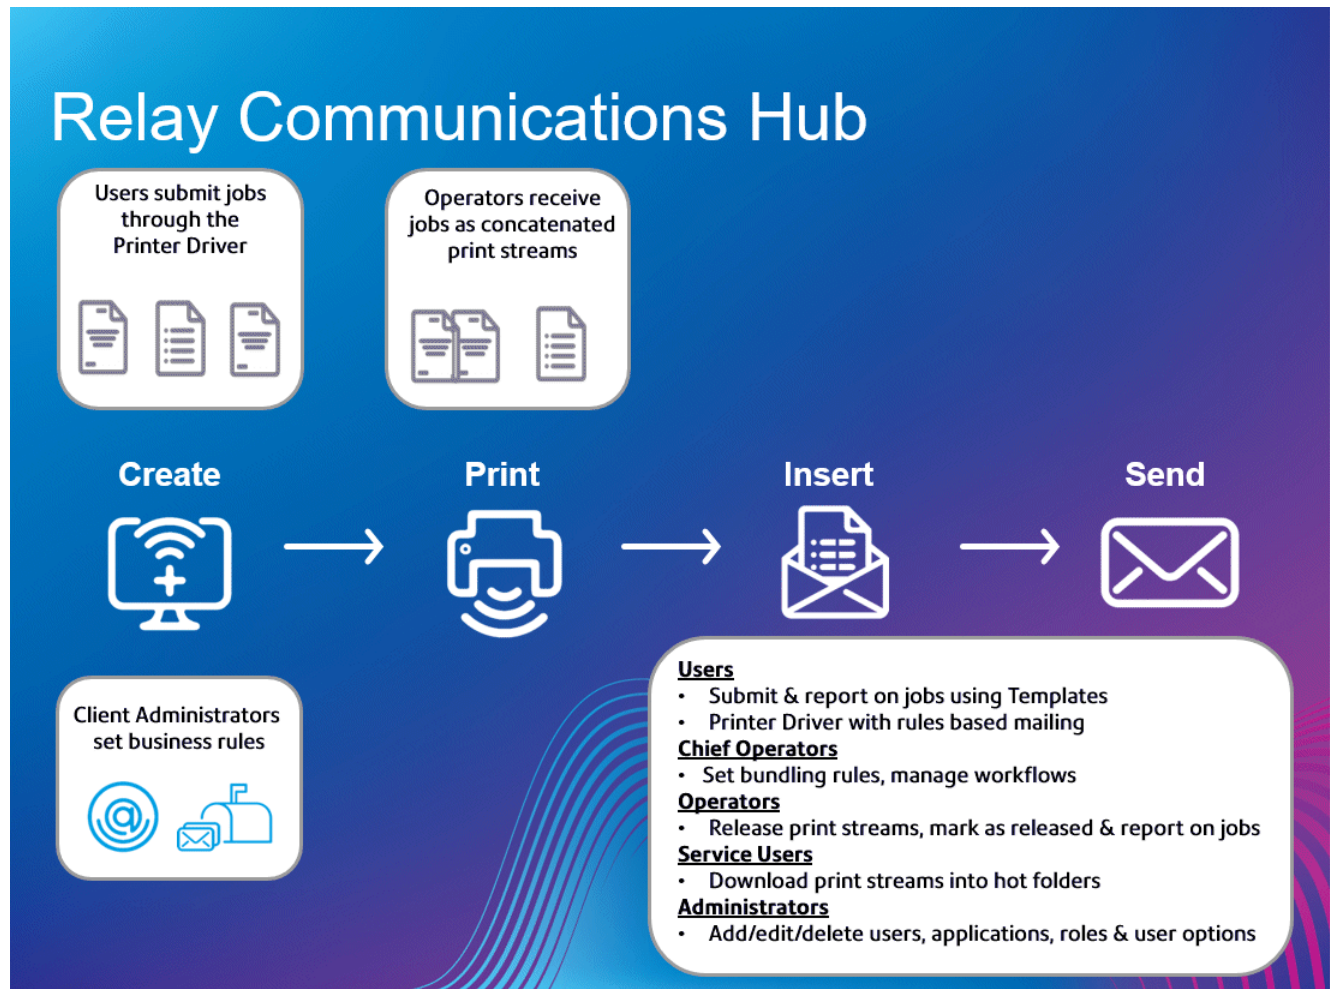 Relay Communications Hub
Users submit jobs
through the
Printer Driver
Operators receive
jobs as concatenated
print streams
Create
Print
Insert
Send
Client Administrators
set business rules
@
Users
• Submit & report on jobs using Templates
• Printer Driver with rules based mailing
Chief Operators
• Set bundling rules, manage workflows
Operators
• Release print streams, mark as released & report on jobs
Service Users
• Download print streams into hot folders
Administrators
• Add/edit/delete users, applications, roles & user options